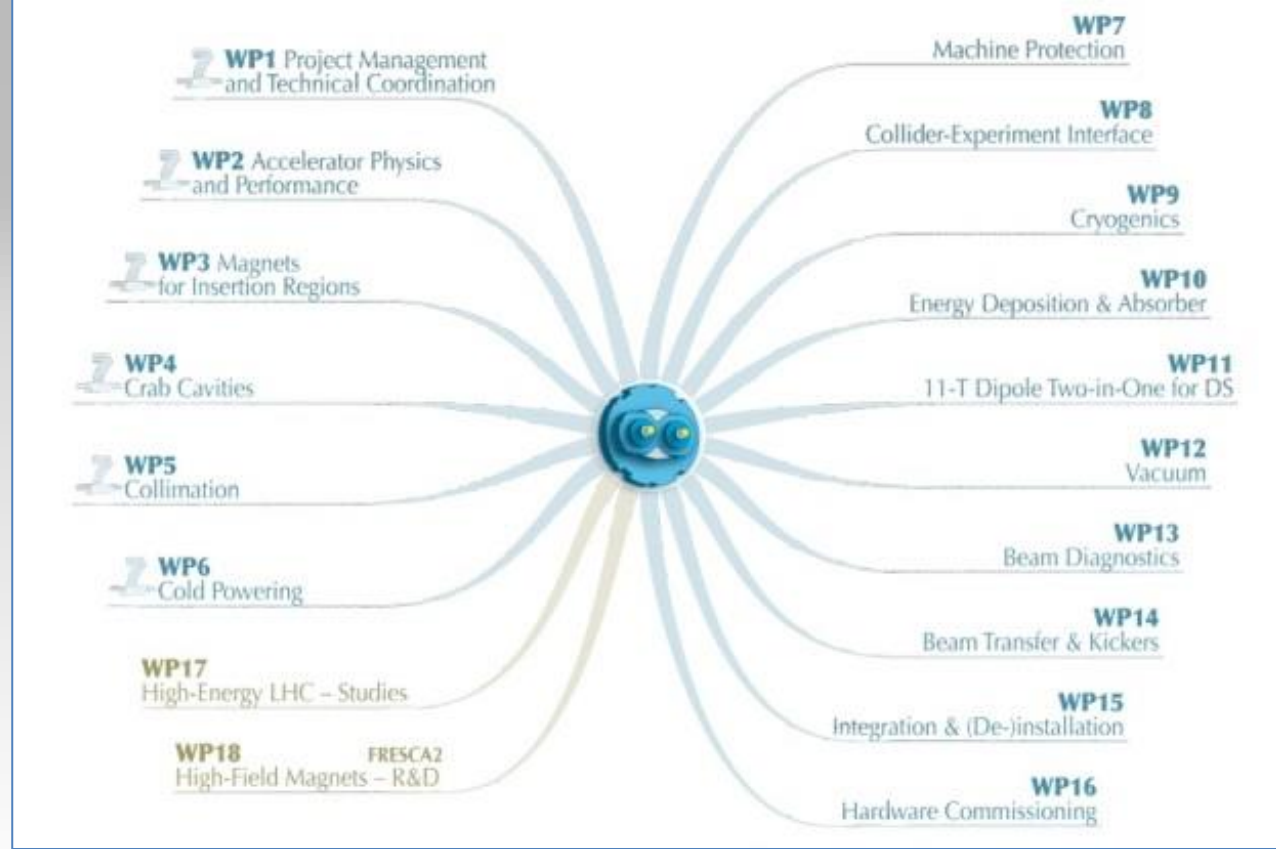 WP1 Project Management
and Technical Coordination
WP2 Accelerator Physics
and Performance
WP3 Magnets
for Insertion Regions
WP4
Crab Cavities
WP5
Collimation
WP6
Cold Powering
WP17
High-Energy LHC – Studies
WP18 FRESCA2
High-Field Magnets – R&D
WP7
Machine Protection
WP8
Collider-Experiment Interface
WP9
Cryogenics
WP10
Energy Deposition & Absorber
WP11
11-T Dipole Two-in-One for DS
WP12
Vacuum
WP13
Beam Diagnostics
WP14
Beam Transfer & Kickers
WP15
Integration & (De-)installation
WP16
Hardware Commissioning